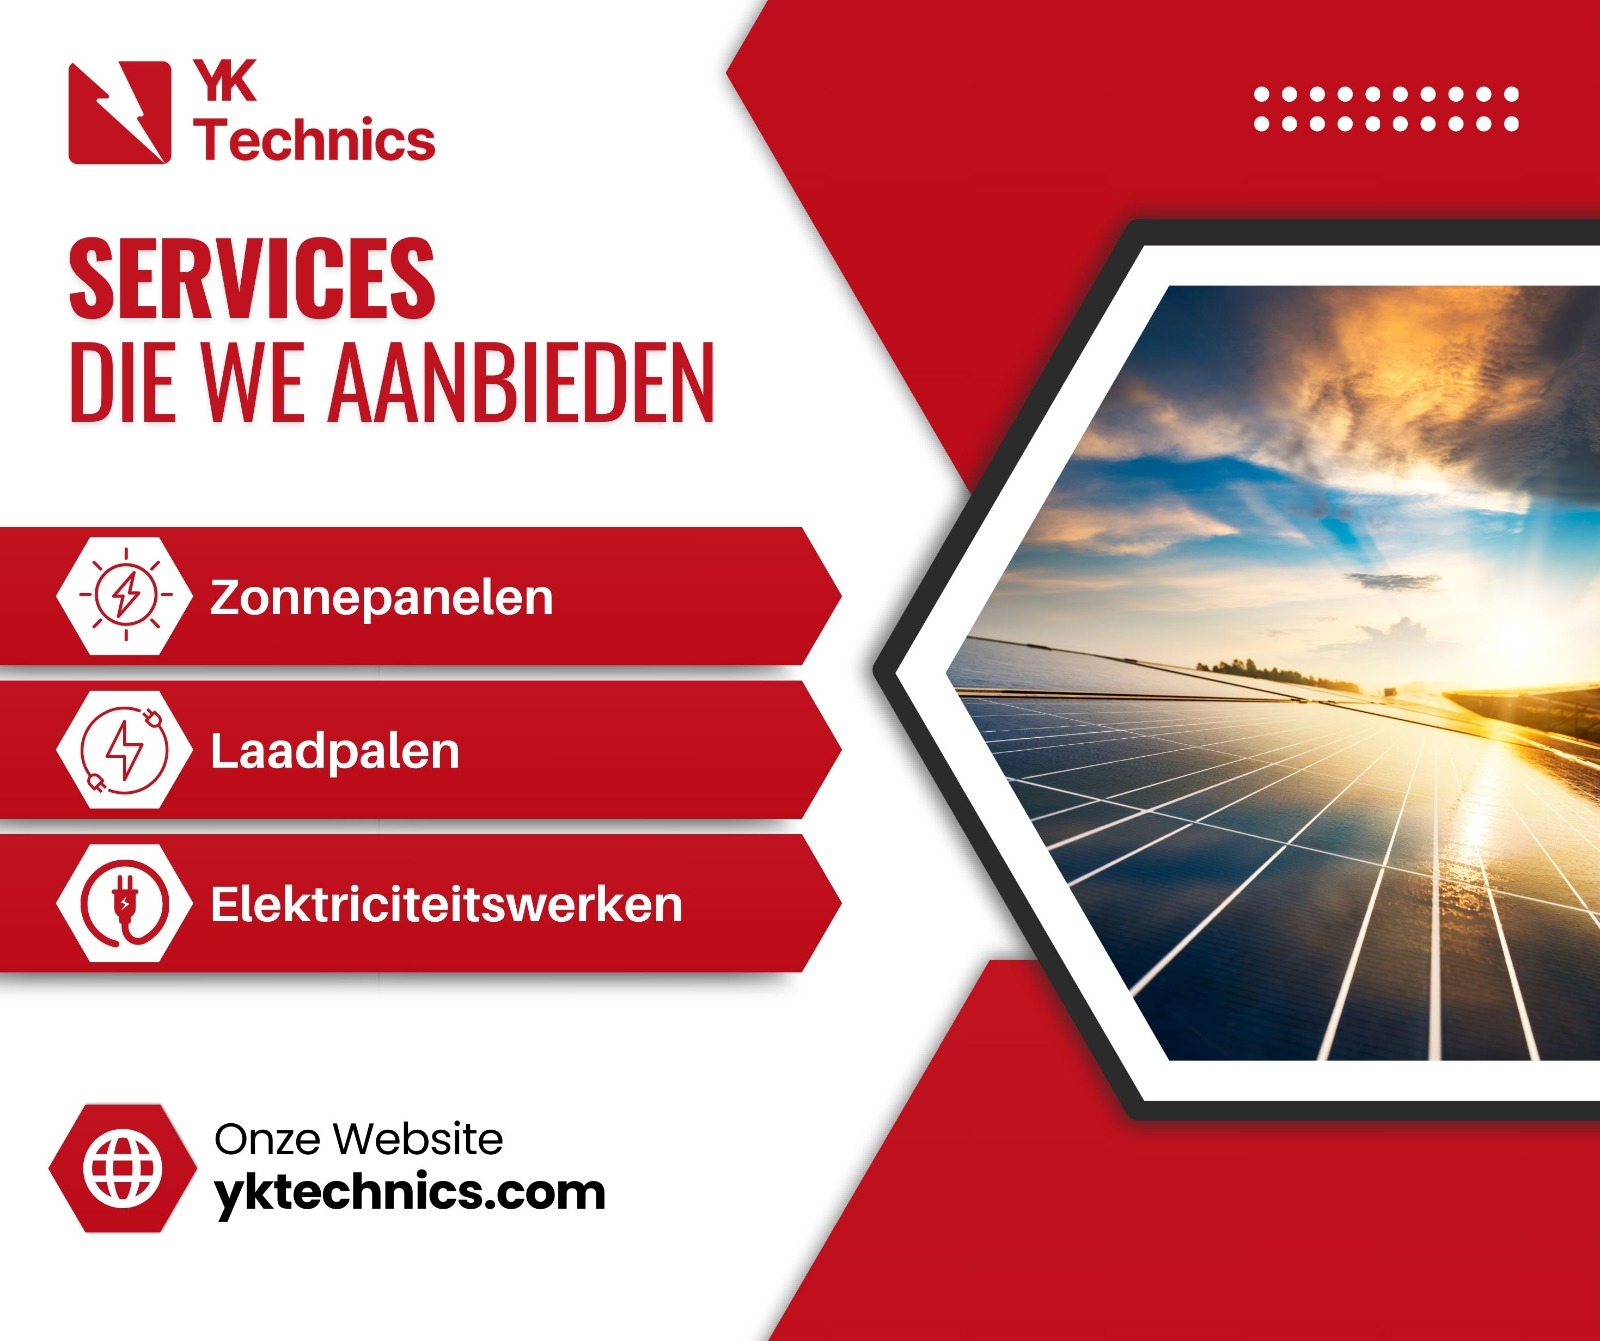 YK
Technics
SERVICES
DIE WE AANBIEDEN
Zonnepanelen
Laadpalen
Elektriciteitswerken
Onze Website
yktechnics.com